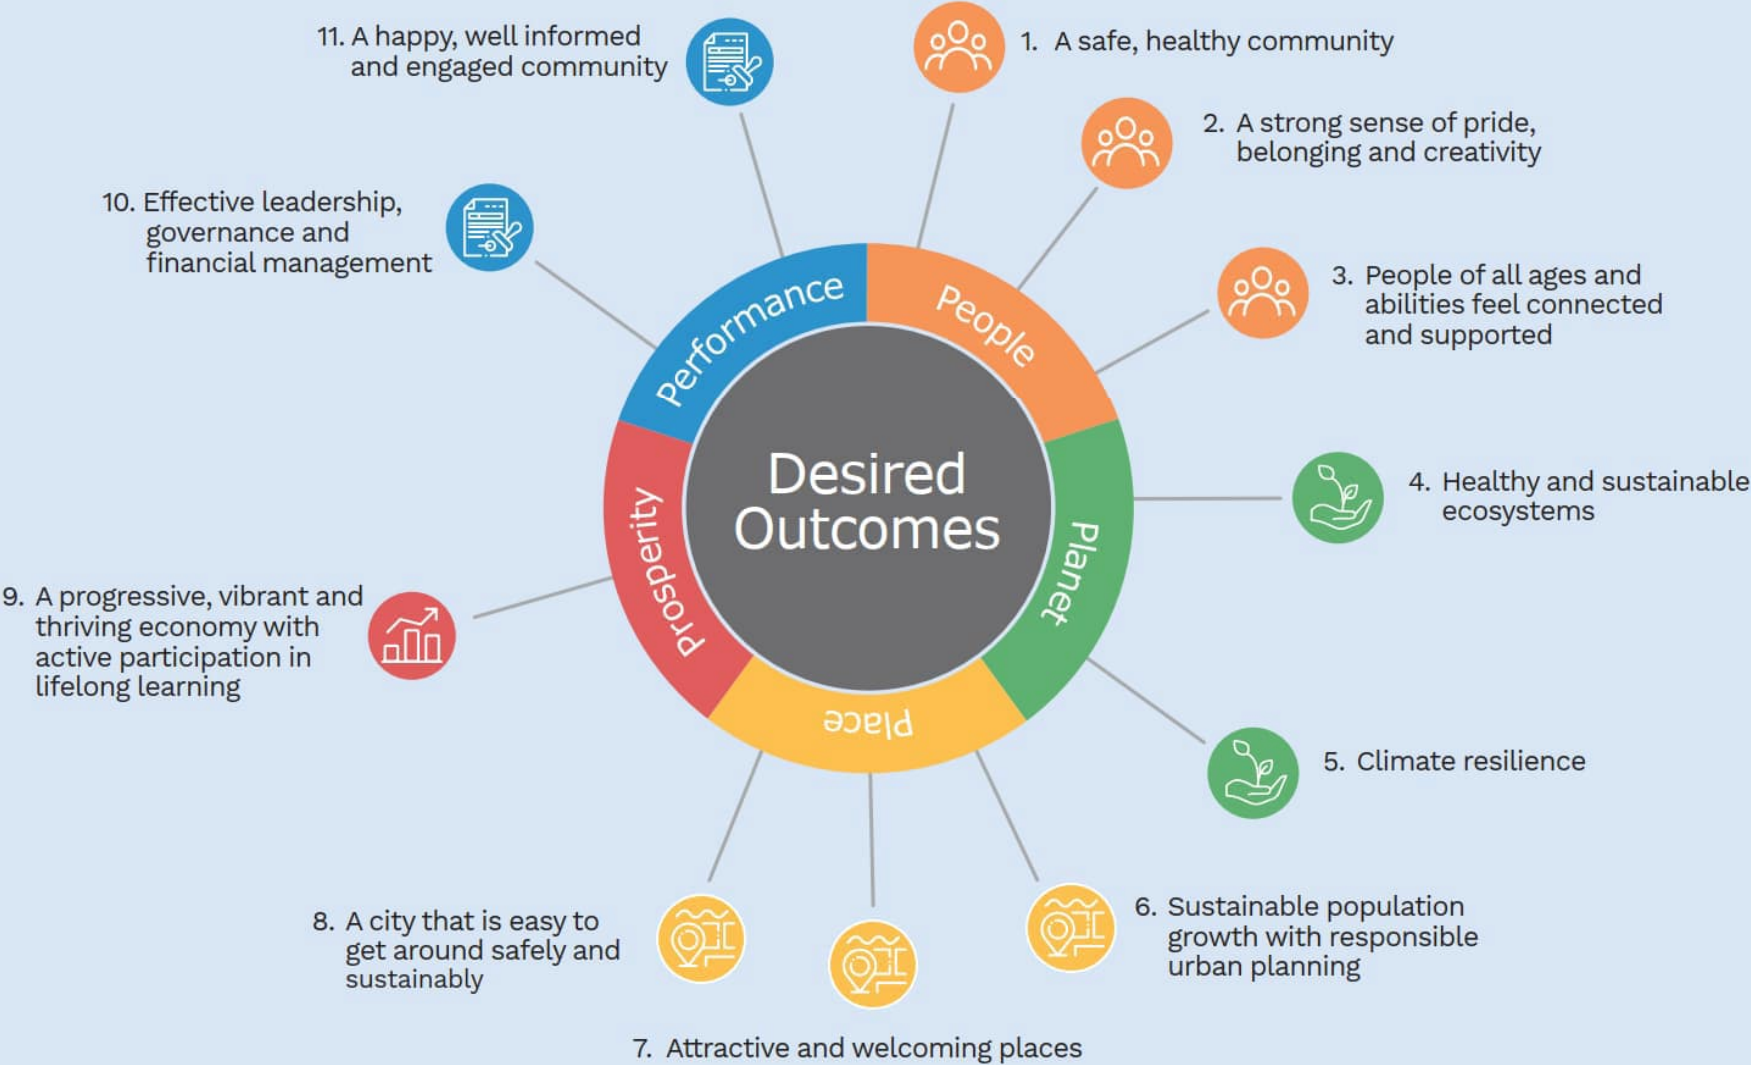 Desired
Outcomes
People
Planet
Place
Prosperity
Performance
1. A safe, healthy community
2. A strong sense of pride,
belonging and creativity
3. People of all ages and
abilities feel connected
and supported
4. Healthy and sustainable
ecosystems
5. Climate resilience
6. Sustainable population
growth with responsible
urban planning
7. Attractive and welcoming places
8. A city that is easy to
get around safely and
sustainably
9. A progressive, vibrant and
thriving economy with
active participation in
lifelong learning
10. Effective leadership,
governance and
financial management
11. A happy, well informed
and engaged community